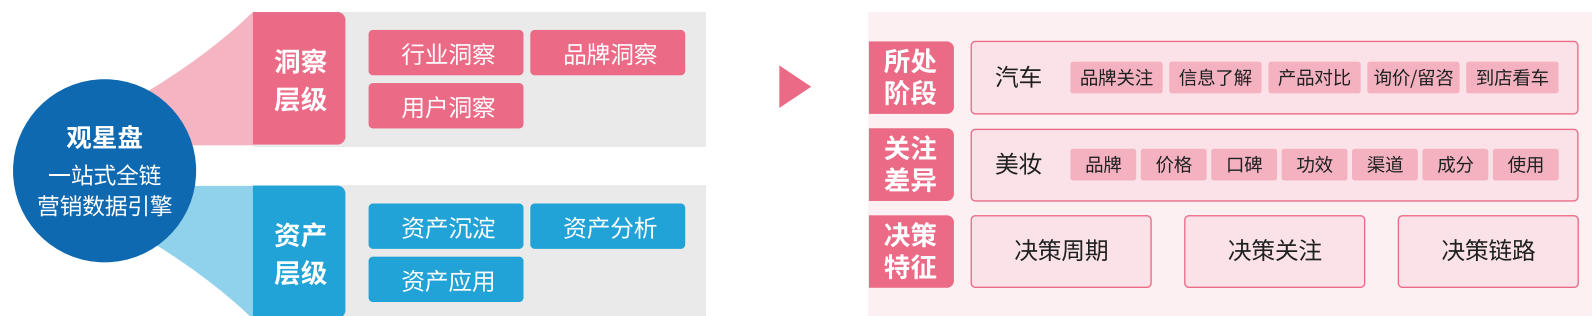 观星盘
一站式全链
营销数据引擎
洞察
层级
行业洞察
品牌洞察
用户洞察
资产
层级
资产沉淀
资产分析
资产应用
所处
阶段
汽车
品牌关注
信息了解
产品对比
询价/留咨
到店看车
关注
差异
美妆
品牌
价格
口碑
功效
渠道
成分
使用
决策
特征
决策周期
决策关注
决策链路